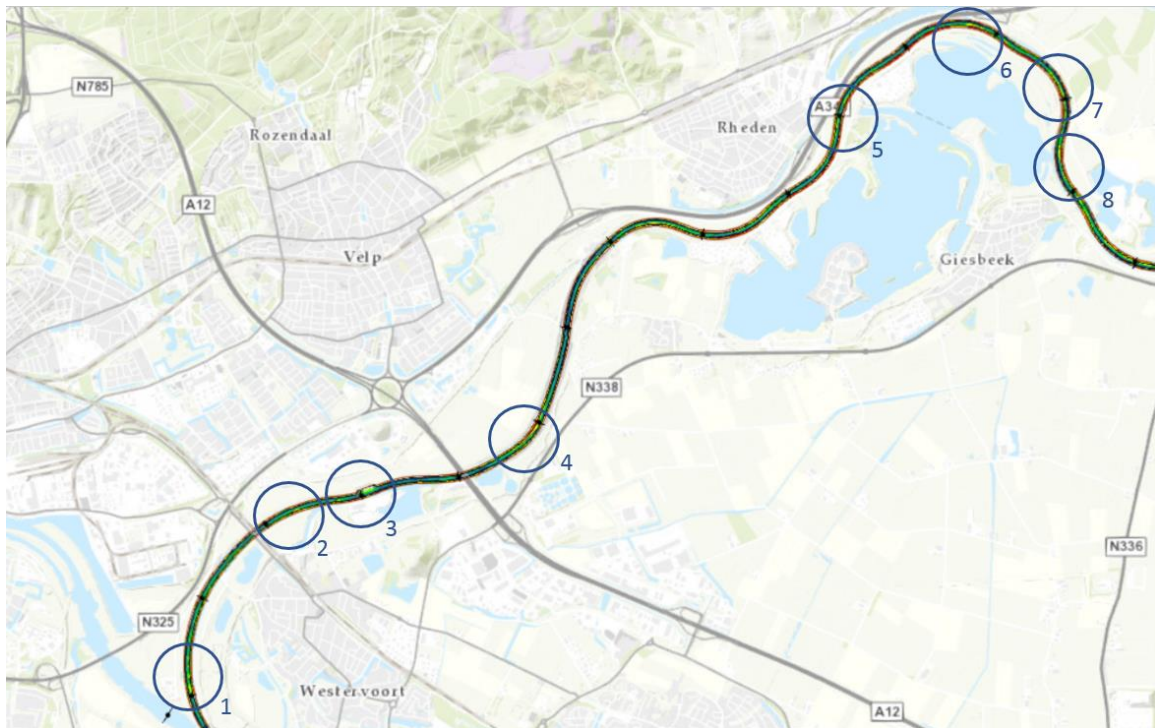 N785
Rozendaal
A12
Velp
Rheden
6
7
5
8
Giesbeek
N338
4
3
2
N336
N325
1
Westervoort
A12